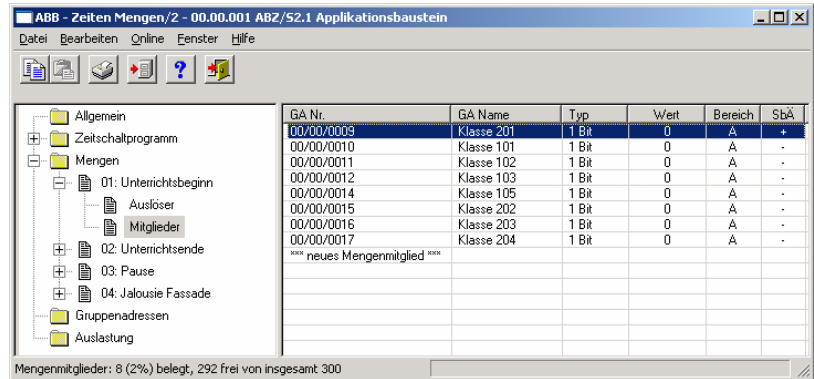 ABB - Zeiten Mengen/2 - 00.00.001 ABZ/S2.1 Applikationsbaustein
Datei Bearbeiten Online Fenster Hilfe
Allgemein
Zeitschaltprogramm
Mengen
01: Unterrichtsbeginn
Auslöser
Mitglieder
02: Unterrichtsende
03: Pause
04: Jalousie Fassade
Gruppenadressen
Auslastung
GA Nr. GA Name Typ Wert Bereich SbÄ
00/00/0009 Klasse 201 1 Bit 0 A +
00/00/0010 Klasse 101 1 Bit 0 A -
00/00/0011 Klasse 102 1 Bit 0 A -
00/00/0012 Klasse 103 1 Bit 0 A -
00/00/0014 Klasse 105 1 Bit 0 A -
00/00/0015 Klasse 202 1 Bit 0 A -
00/00/0016 Klasse 203 1 Bit 0 A -
00/00/0017 Klasse 204 1 Bit 0 A -
*** neues Mengenmitglied ***
Mengenmitglieder: 8 (2%) belegt, 292 frei von insgesamt 300